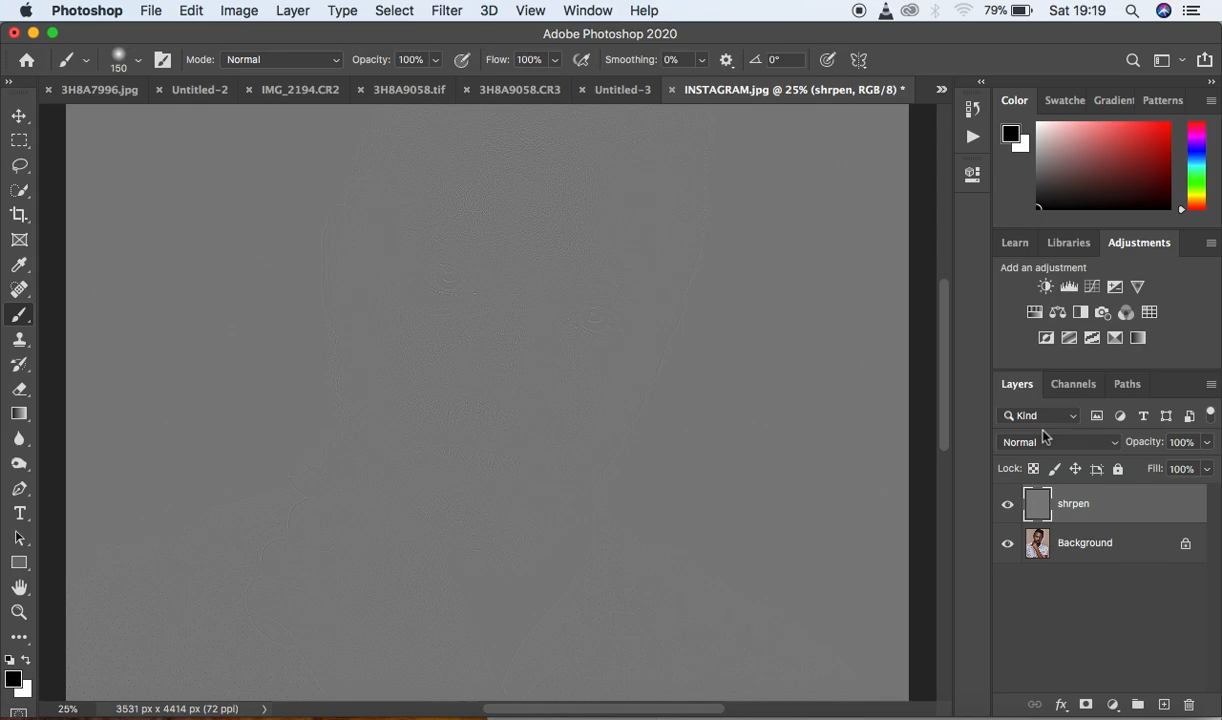 Photoshop File Edit Image Layer Type Select Filter 3D View Window Help 79% Sat 19:19
Adobe Photoshop 2020
150 Mode: Normal Opacity: 100% Flow: 100% Smoothing: 0% 0°
3H8A7996.jpg Untitled-2 IMG_2194.CR2 3H8A9058.tif 3H8A9058.CR3 Untitled-3 INSTAGRAM.jpg @ 25% (shrpen, RGB/8) *
Color Swatche Gradient Patterns
Learn Libraries Adjustments
Add an adjustment
Layers Channels Paths
Kind
Normal Opacity: 100%
Lock: Fill: 100%
shrpen
Background
25% 3531 px x 4414 px (72 ppi)